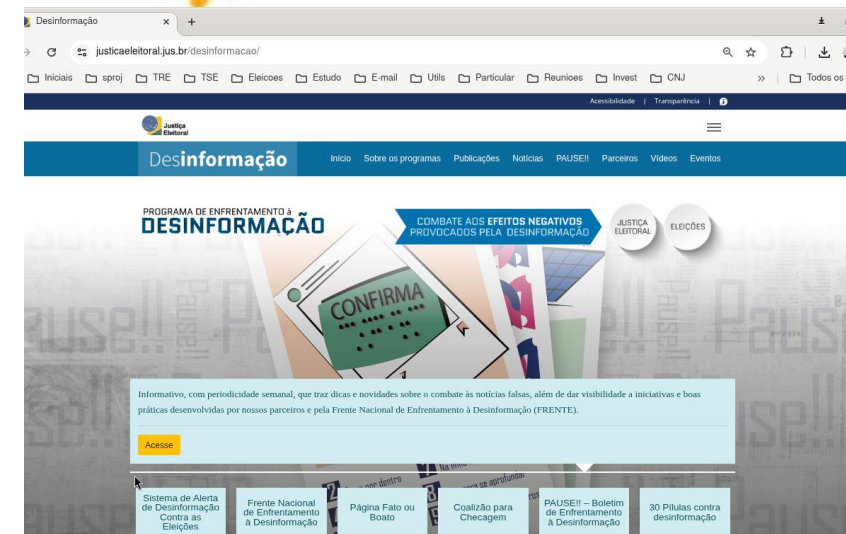 Desinformação
justicaeleitoral.jus.br/desinformacao/
Iniciais sproj TRE TSE Eleicoes Estudo E-mail Utils Particular Reunioes Invest CNJ » Todos os
Acessibilidade | Transparência |
Justiça
Eleitoral
Desinformação
Início Sobre os programas Publicações Notícias PAUSE!! Parceiros Vídeos Eventos
PROGRAMA DE ENFRENTAMENTO à
DESINFORMAÇÃO
COMBATE AOS EFEITOS NEGATIVOS
PROVOCADOS PELA DESINFORMAÇÃO
JUSTIÇA
ELEITORAL
ELEIÇÕES
CONFIRMA
Pause!!
Informativo, com periodicidade semanal, que traz dicas e novidades sobre o combate às notícias falsas, além de dar visibilidade a iniciativas e boas
práticas desenvolvidas por nossos parceiros e pela Frente Nacional de Enfrentamento à Desinformação (FRENTE).
Acesse
por dentro
se aprofundar
Sistema de Alerta
de Desinformação
Contra as
Eleições
Frente Nacional
de Enfrentamento
à Desinformação
Página Fato ou
Boato
Coalizão para
Checagem
PAUSE!! – Boletim
de Enfrentamento
à Desinformação
30 Pílulas contra
desinformação